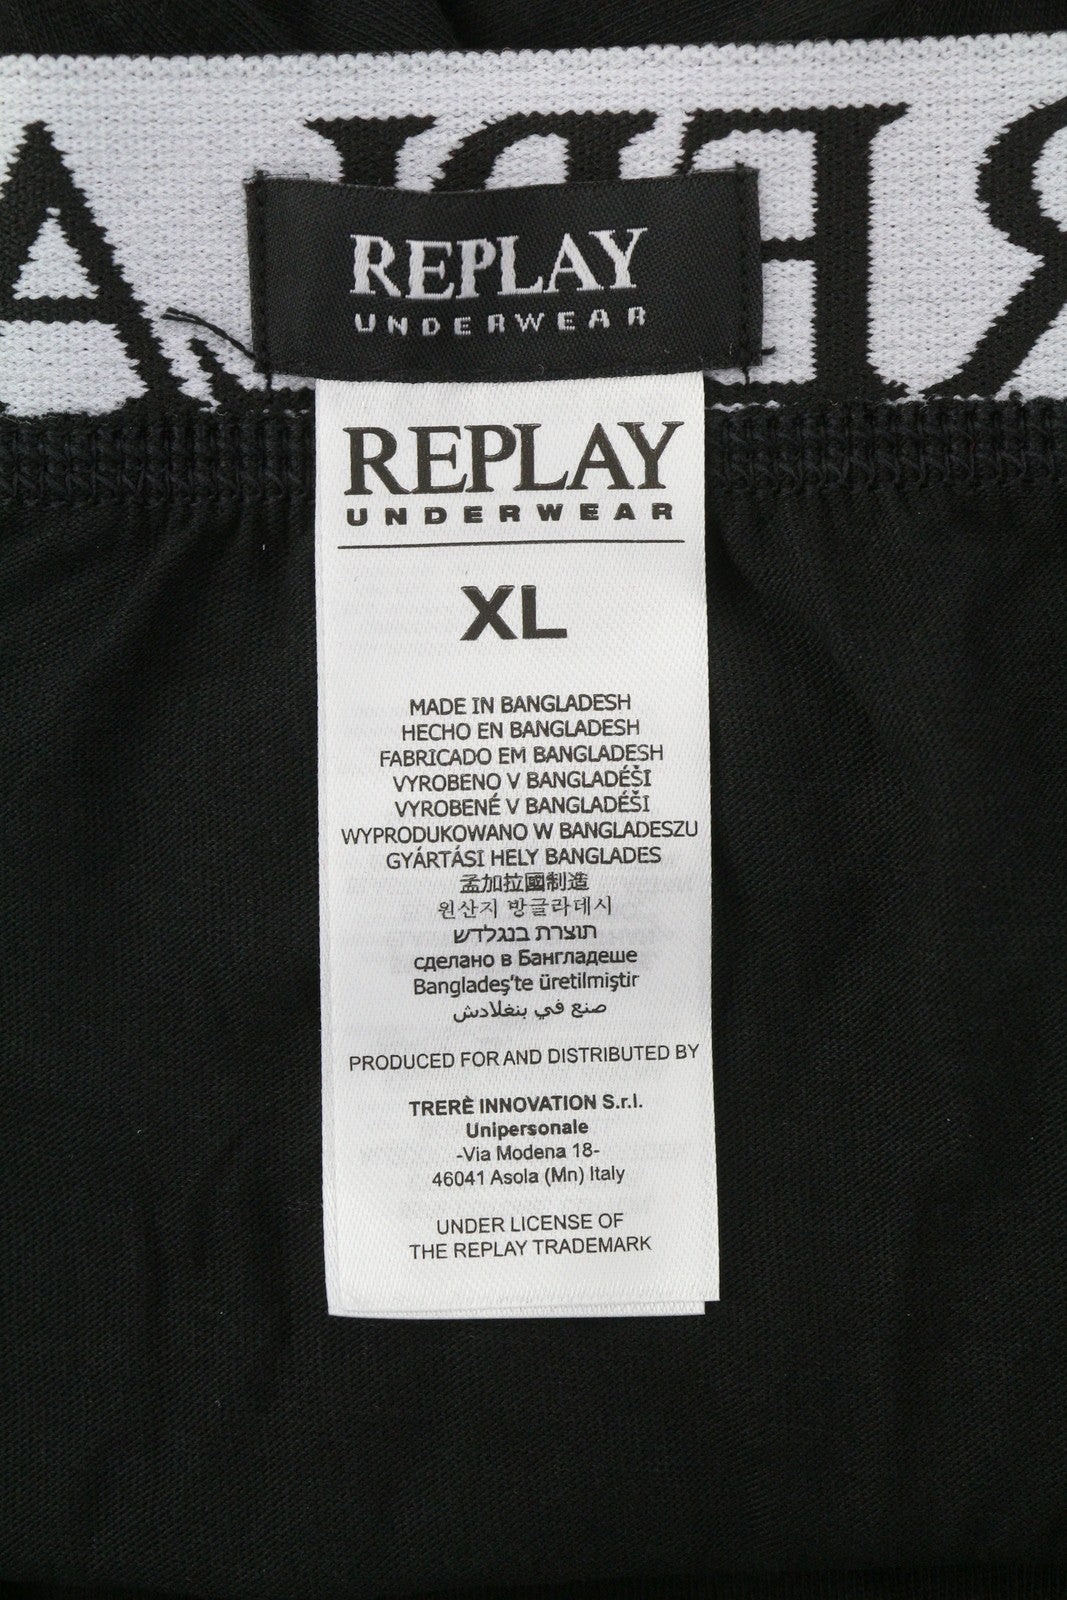 REPLAY
UNDERWEAR
REPLAY
UNDERWEAR
XL
MADE IN BANGLADESH
HECHO EN BANGLADESH
FABRICADO EM BANGLADESH
VYROBENO V BANGLADÉŠI
VYROBENÉ V BANGLADÉŠI
WYPRODUKOWANO W BANGLADESZU
GYÁRTÁSI HELY BANGLADES
孟加拉國制造
원산지 방글라데시
תוצרת בנגלדש
сделано в Бангладеше
Bangladeş'te üretilmiştir
صنع في بنغلادش
PRODUCED FOR AND DISTRIBUTED BY
TRERÈ INNOVATION S.r.l.
Unipersonale
-Via Modena 18-
46041 Asola (Mn) Italy
UNDER LICENSE OF
THE REPLAY TRADEMARK